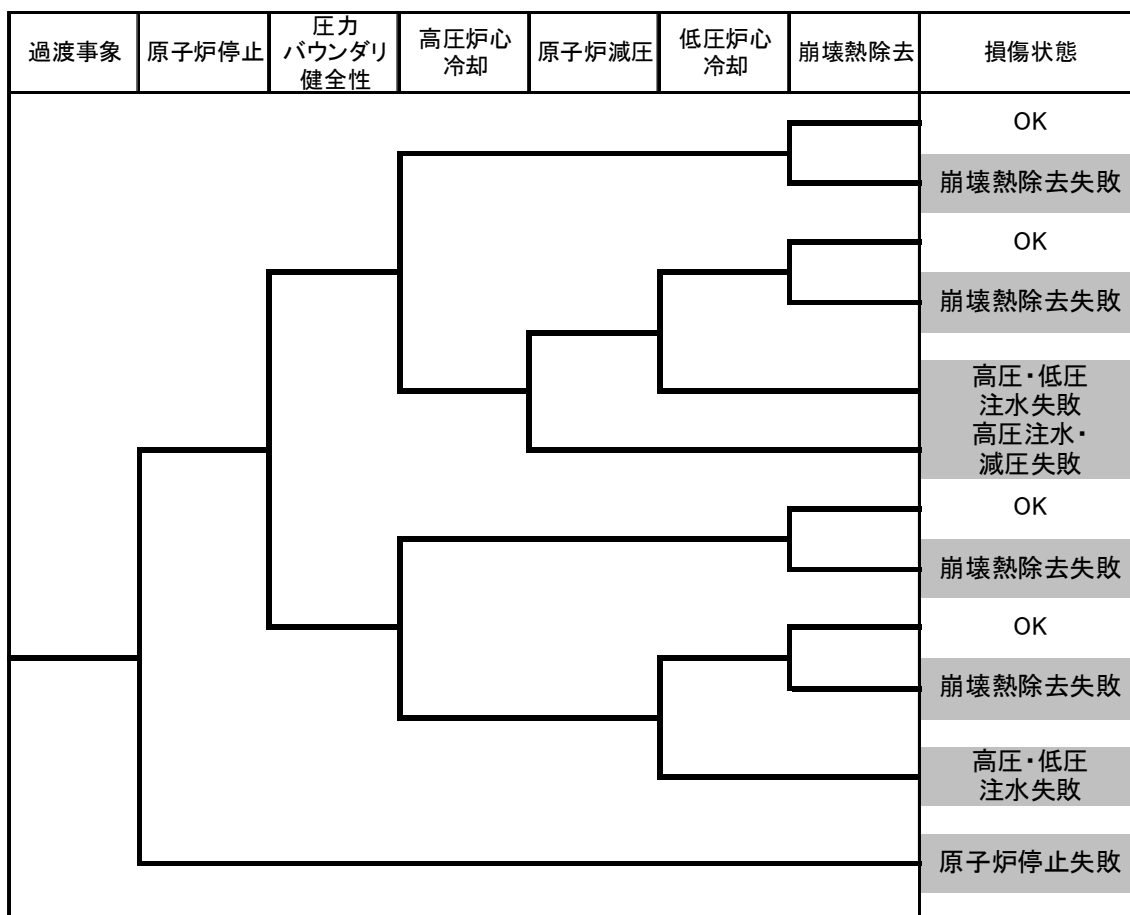 過渡事象
原子炉停止
圧力
バウンダリ
健全性
高圧炉心
冷却
原子炉減圧
低圧炉心
冷却
崩壊熱除去
損傷状態
OK
崩壊熱除去失敗
OK
崩壊熱除去失敗
高圧・低圧
注水失敗
高圧注水・
減圧失敗
OK
崩壊熱除去失敗
OK
崩壊熱除去失敗
高圧・低圧
注水失敗
原子炉停止失敗